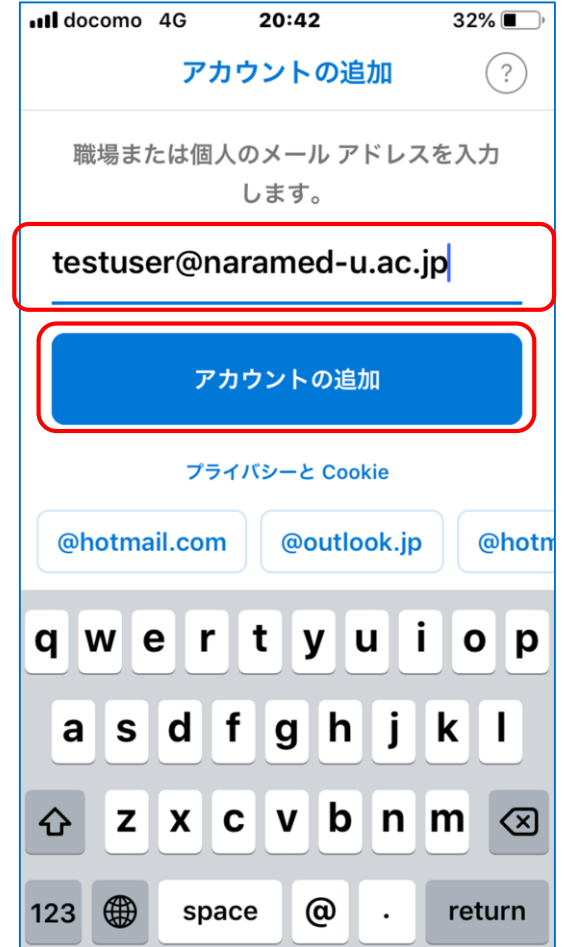 docomo 4G 20:42 32%
アカウントの追加 ?
職場または個人のメール アドレスを入力
します。
testuser@naramed-u.ac.jp
アカウントの追加
プライバシーと Cookie
@hotmail.com @outlook.jp @hotm
q w e r t y u i o p
a s d f g h j k l
z x c v b n m
123 space @ . return